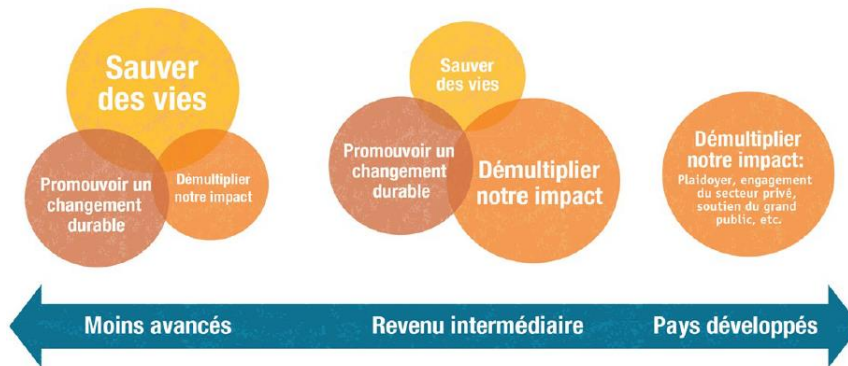 Sauver
des vies
Promouvoir un
changement
durable
Démultiplier
notre impact
Sauver
des vies
Promouvoir un
changement
durable
Démultiplier
notre impact
Démultiplier
notre impact:
Plaidoyer, engagement
du secteur privé,
soutien du grand
public, etc.
Moins avancés
Revenu intermédiaire
Pays développés